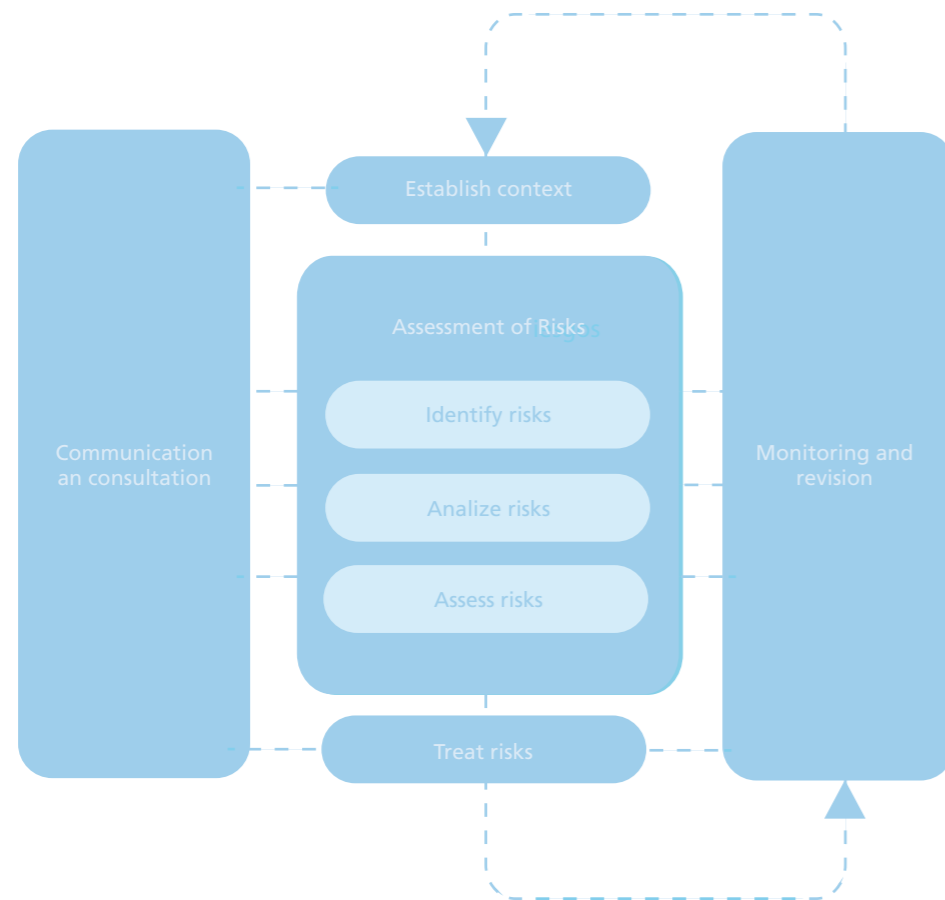 Establish context
Assessment of Risks
Identify risks
Communication
an consultation
Monitoring and
revision
Analize risks
Assess risks
Treat risks